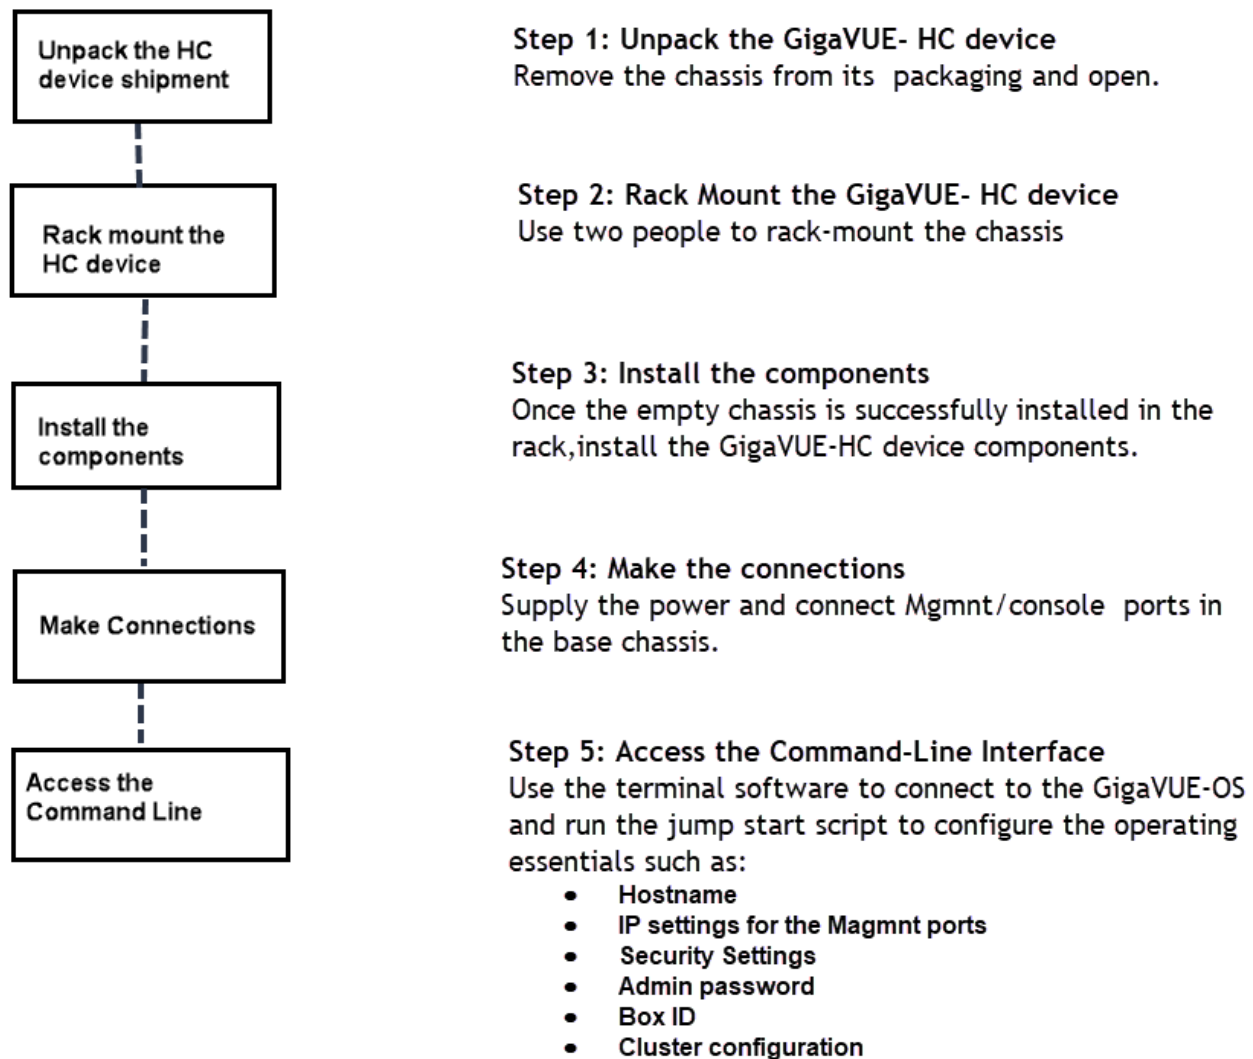 Unpack the HC
device shipment
Step 1: Unpack the GigaVUE- HC device
Remove the chassis from its  packaging and open.
Rack mount the
HC device
Step 2: Rack Mount the GigaVUE- HC device
Use two people to rack-mount the chassis
Install the
components
Step 3: Install the components
Once the empty chassis is successfully installed in the
rack,install the GigaVUE-HC device components.
Make Connections
Step 4: Make the connections
Supply the power and connect Mgmnt/console  ports in
the base chassis.
Access the
Command Line
Step 5: Access the Command-Line Interface
Use the terminal software to connect to the GigaVUE-OS
and run the jump start script to configure the operating
essentials such as:
• Hostname
• IP settings for the Magmnt ports
• Security Settings
• Admin password
• Box ID
• Cluster configuration